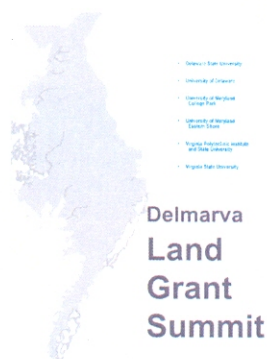 Delaware State University
University of Delaware
University of Maryland
College Park
University of Maryland
Eastern Shore
Virginia Polytechnic Institute
and State University
Virginia State University
Delmarva
Land
Grant
Summit